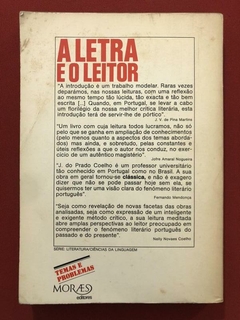 A LETRA
E O LEITOR
"A introdução é um trabalho modelar. Raras vezes
deparámos, nas nossas leituras, com uma reflexão
ao mesmo tempo tão lúcida, tão exacta e tão bem
escrita [...] Quando, em Portugal, se levar a cabo
um florilégio da nossa melhor crítica literária, esta
introdução terá de servir-lhe de pórtico".
J. V. de Pina Martins
"Um livro com cuja leitura todos lucramos, não só
pelo que se ganha em ampliação de conhecimentos
(pelo menos quanto a aspectos dos temas aborda-
dos) mas ainda, e sobretudo, pelas constantes e
úteis reflexões a que o autor nos conduz, no exer-
cício de um autêntico magistério".
Jofre Amaral Nogueira
"J. do Prado Coelho é um professor universitário
tão conhecido em Portugal como no Brasil. A sua
obra em geral tornou-se clássica, e não é exagero
dizer que não se pode passar hoje sem ela, se
quisermos ter uma visão clara do fenómeno literário
português".
Fernando Mendonça
"Seja como revelação de novas facetas das obras
analisadas, seja como expressão de um inteligente
e exigente método crítico, a sua leitura meditada
abre amplas perspectivas ao leitor preocupado em
compreender o fenómeno literário português do
passado e do presente".
Nelly Novaes Coelho
SÉRIE: LITERATURA/CIÊNCIAS DA LINGUAGEM
TEMAS E
PROBLEMAS
MORÆS
editores